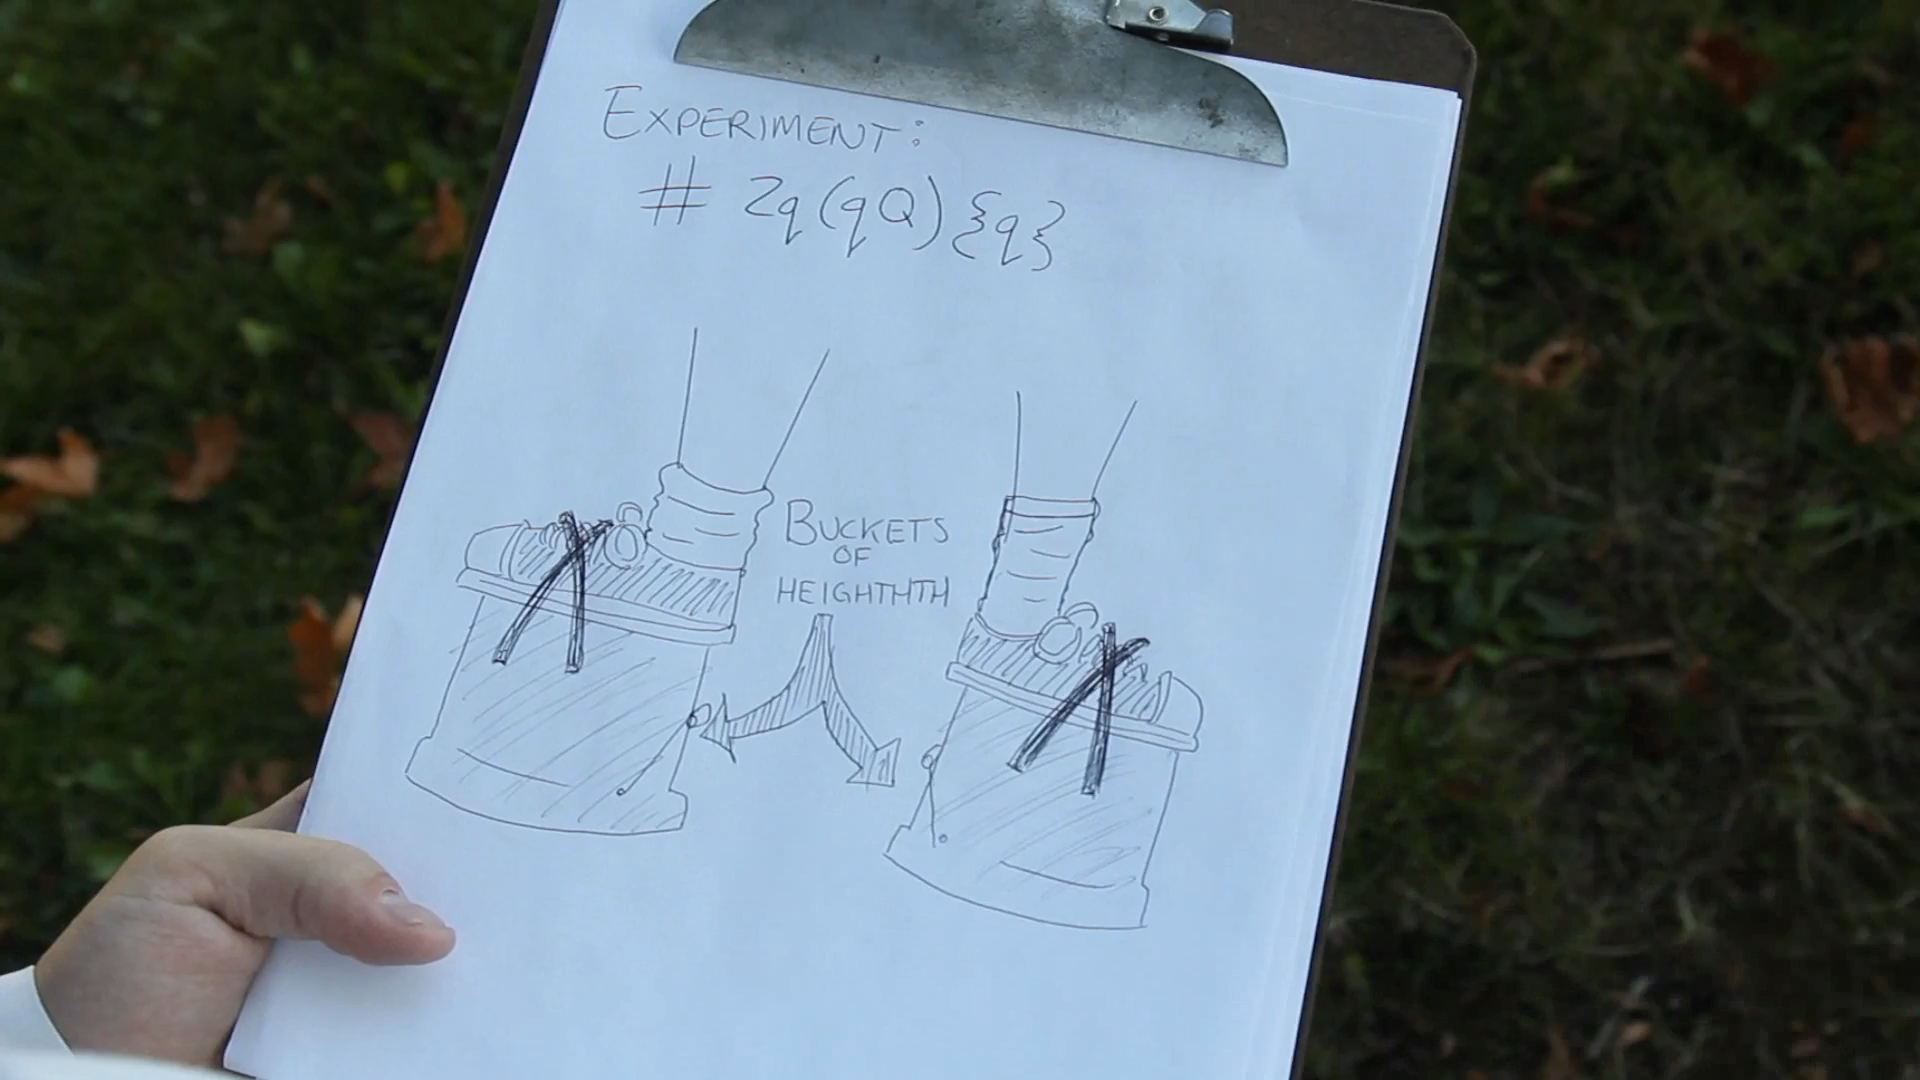 EXPERIMENT:
# 2q(qQ){q}
BUCKETS
OF
HEIGHTHTH